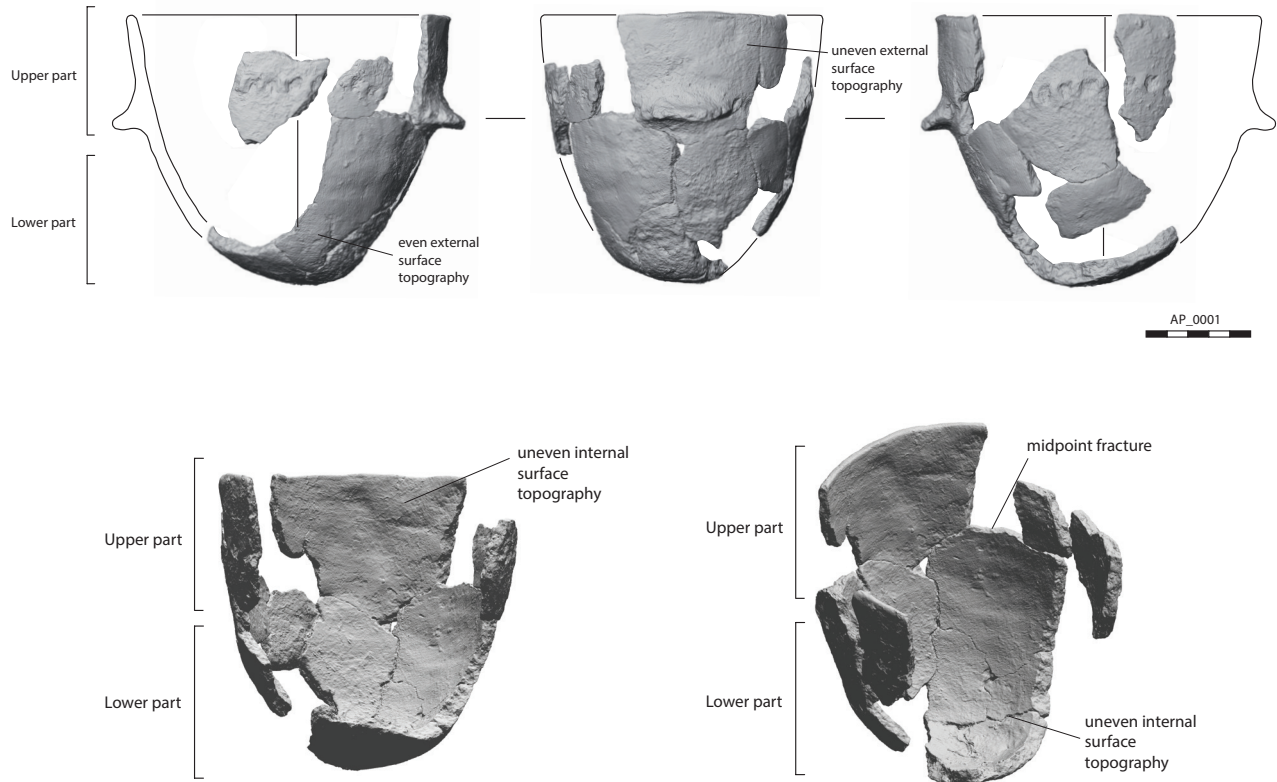 Upper part
Lower part
even external
surface
topography
uneven external
surface
topography
AP_0001
Upper part
Lower part
uneven internal
surface
topography
Upper part
Lower part
midpoint fracture
uneven internal
surface
topography